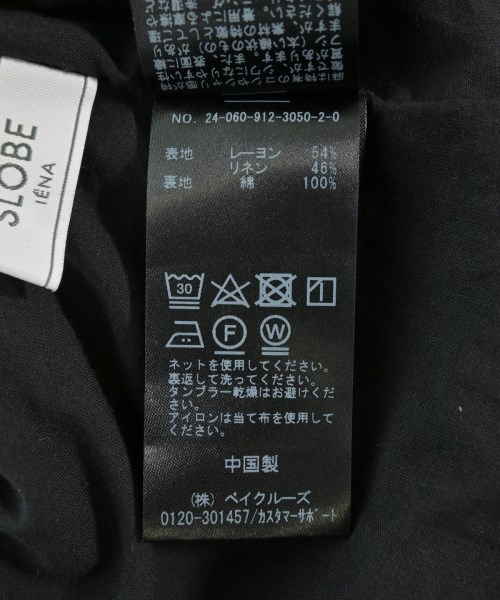 SLOBE
IÉNA
NO. 24-060-912-3050-2-0
表地 レーヨン 54%
リネン 46%
裏地 綿 100%
30
F
W
ネットを使用してください。
裏返して洗ってください。
タンブラー乾燥はお避けくだ
さい。
アイロンは当て布を使用して
ください。
中国製
(株) ベイクルーズ
0120-301457/カスタマーサポート